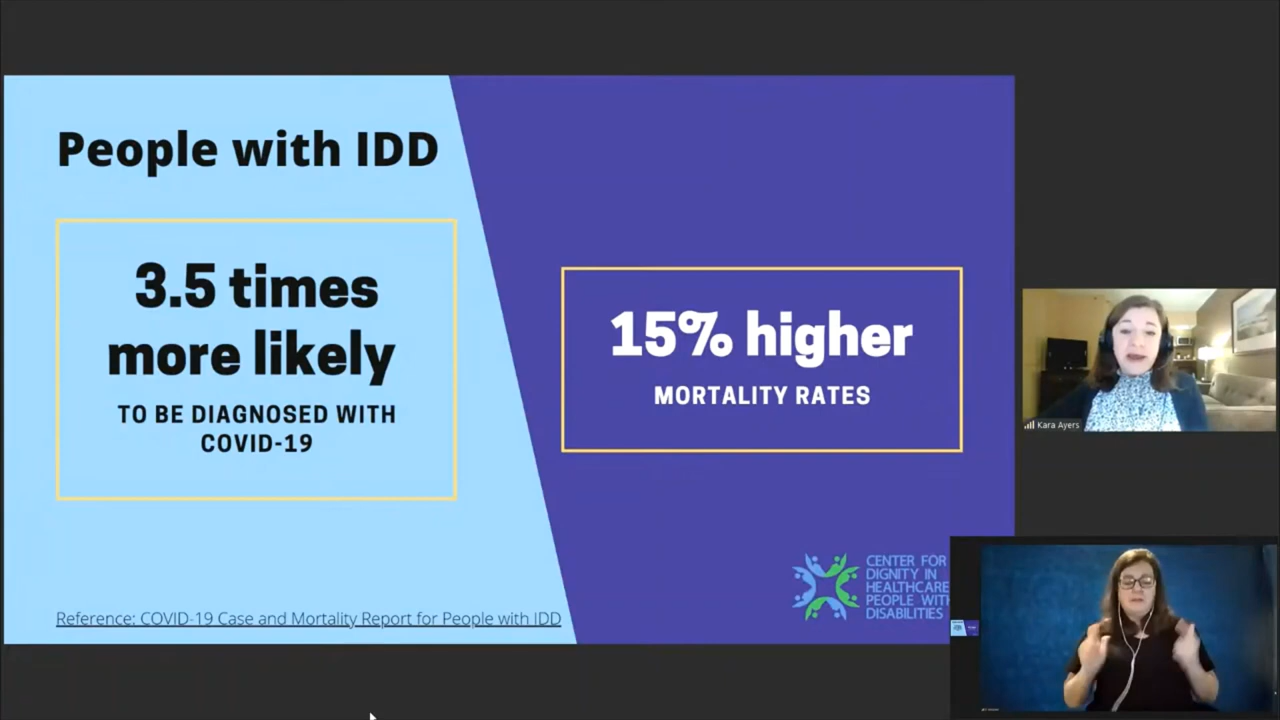 People with IDD
3.5 times
more likely
TO BE DIAGNOSED WITH
COVID-19
15% higher
MORTALITY RATES
Reference: COVID-19 Case and Mortality Report for People with IDD
CENTER FOR
DIGNITY IN
HEALTHCARE
PEOPLE WITH
DISABILITIES
Kara Ayers